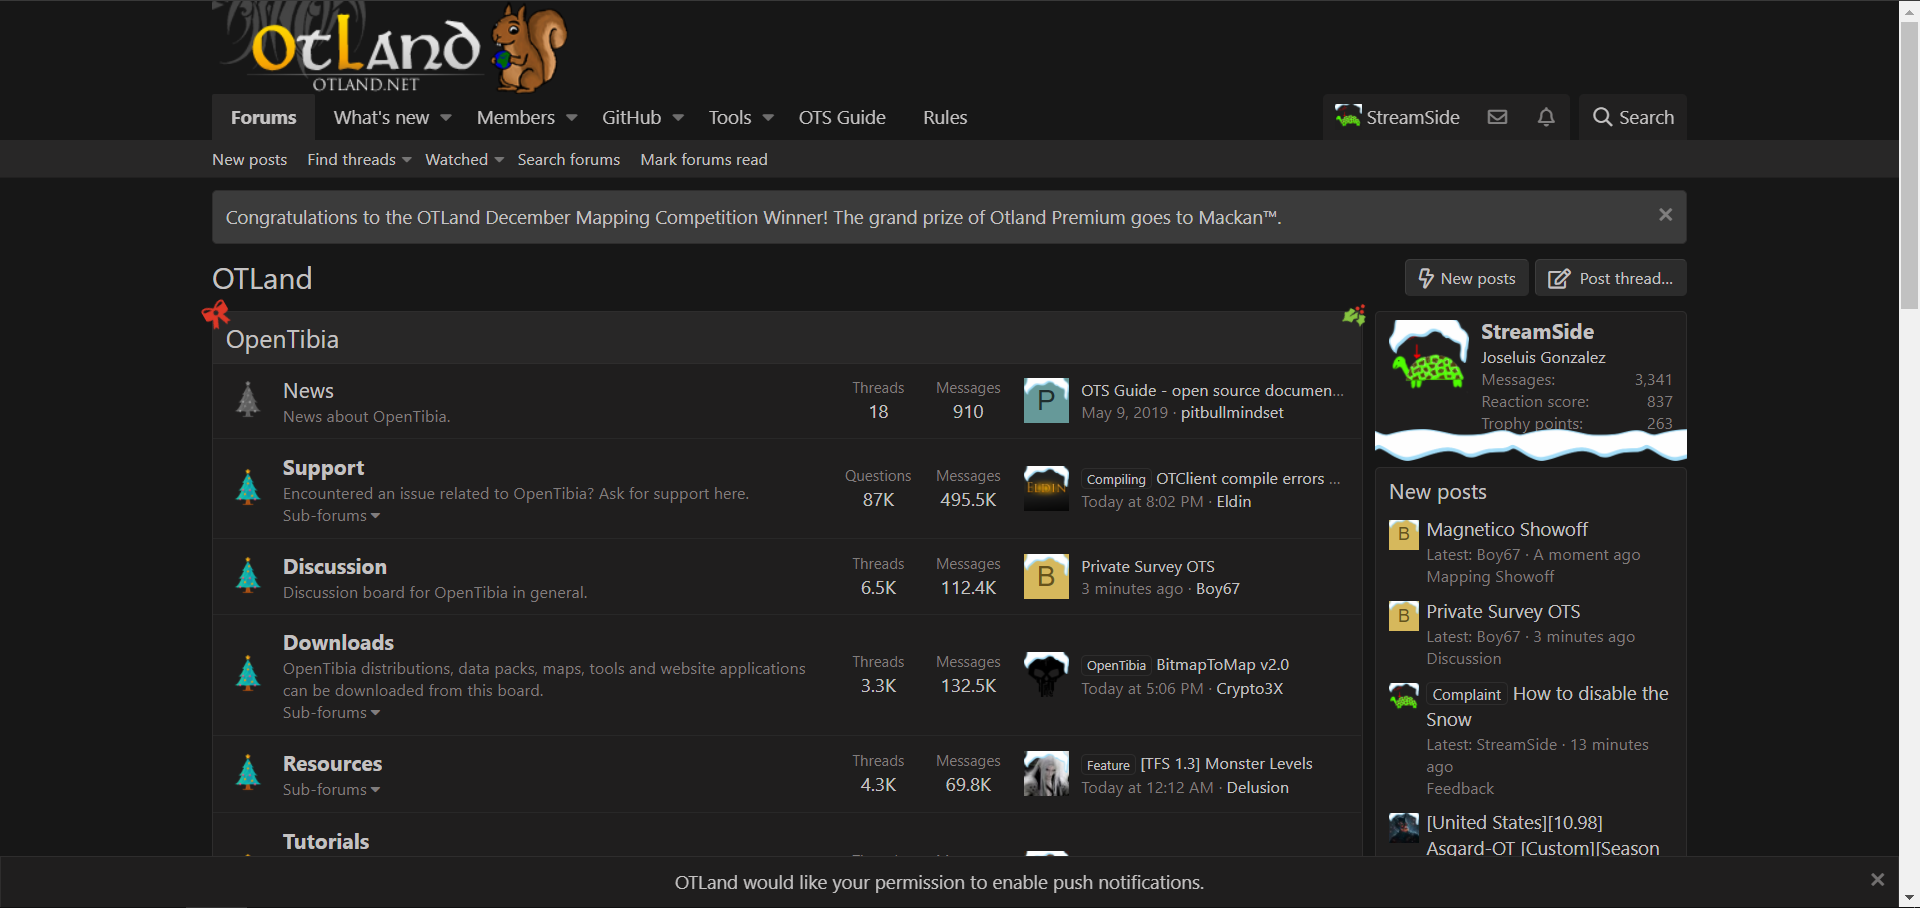 OtLand
OTLAND.NET
Forums What's new Members GitHub Tools OTS Guide Rules StreamSide Search
New posts Find threads Watched Search forums Mark forums read
Congratulations to the OTLand December Mapping Competition Winner! The grand prize of Otland Premium goes to Mackan™.
OTLand
New posts Post thread...
OpenTibia
News
News about OpenTibia.
Threads
18
Messages
910
P
OTS Guide - open source documen...
May 9, 2019 · pitbullmindset
Support
Encountered an issue related to OpenTibia? Ask for support here.
Sub-forums
Questions
87K
Messages
495.5K
ELDIN
Compiling OTClient compile errors ...
Today at 8:02 PM · Eldin
Discussion
Discussion board for OpenTibia in general.
Threads
6.5K
Messages
112.4K
B
Private Survey OTS
3 minutes ago · Boy67
Downloads
OpenTibia distributions, data packs, maps, tools and website applications
can be downloaded from this board.
Sub-forums
Threads
3.3K
Messages
132.5K
OpenTibia BitmapToMap v2.0
Today at 5:06 PM · Crypto3X
Resources
Sub-forums
Threads
4.3K
Messages
69.8K
Feature [TFS 1.3] Monster Levels
Today at 12:12 AM · Delusion
Tutorials
StreamSide
Joseluis Gonzalez
Messages: 3,341
Reaction score: 837
Trophy points: 263
New posts
B
Magnetico Showoff
Latest: Boy67 · A moment ago
Mapping Showoff
B
Private Survey OTS
Latest: Boy67 · 3 minutes ago
Discussion
Complaint How to disable the
Snow
Latest: StreamSide · 13 minutes
ago
Feedback
[United States][10.98]
Asgard-OT [Custom][Season
OTLand would like your permission to enable push notifications.